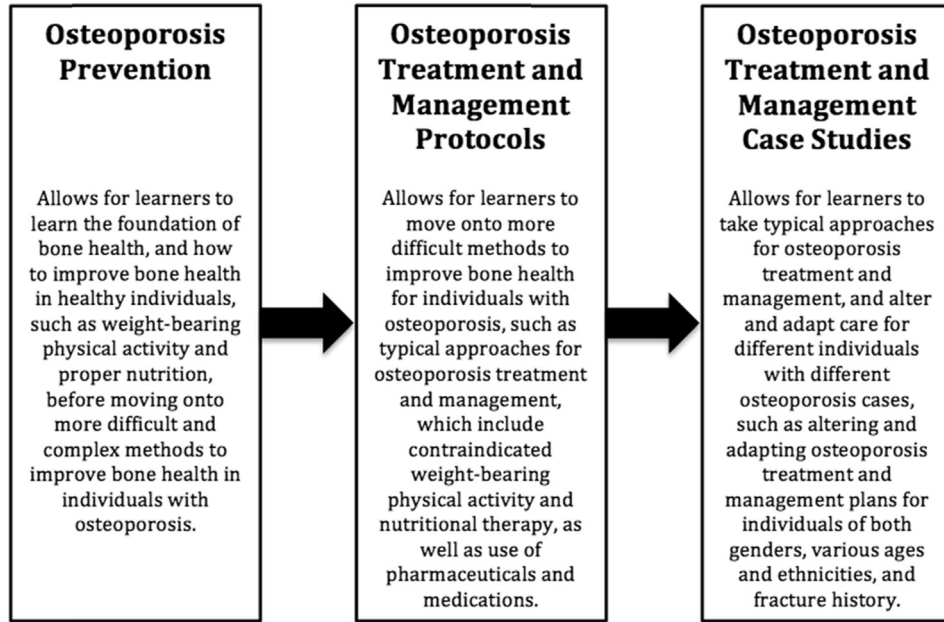 Osteoporosis
Prevention
Allows for learners to
learn the foundation of
bone health, and how
to improve bone health
in healthy individuals,
such as weight-bearing
physical activity and
proper nutrition,
before moving onto
more difficult and
complex methods to
improve bone health in
individuals with
osteoporosis.
Osteoporosis
Treatment and
Management
Protocols
Allows for learners to
move onto more
difficult methods to
improve bone health
for individuals with
osteoporosis, such as
typical approaches for
osteoporosis treatment
and management,
which include
contraindicated
weight-bearing
physical activity and
nutritional therapy, as
well as use of
pharmaceuticals and
medications.
Osteoporosis
Treatment and
Management
Case Studies
Allows for learners to
take typical approaches
for osteoporosis
treatment and
management, and alter
and adapt care for
different individuals
with different
osteoporosis cases,
such as altering and
adapting osteoporosis
treatment and
management plans for
individuals of both
genders, various ages
and ethnicities, and
fracture history.